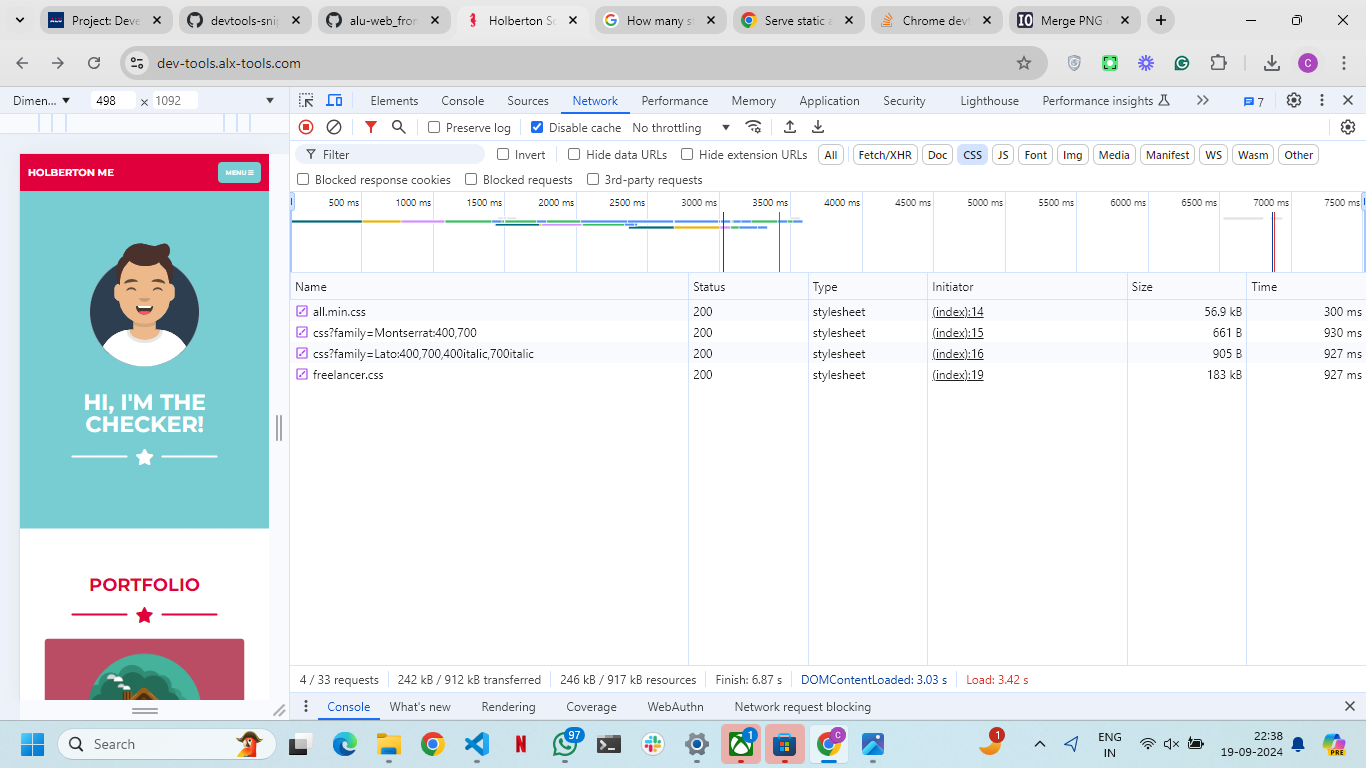 Project: Deve
devtools-snip
alu-web_fron
Holberton Sc
How many s
Serve static a
Chrome dev
Merge PNG
dev-tools.alx-tools.com
Dimen... 498 × 1092
Elements Console Sources Network Performance Memory Application Security Lighthouse Performance insights 7
Preserve log Disable cache No throttling
Filter Invert Hide data URLs Hide extension URLs All Fetch/XHR Doc CSS JS Font Img Media Manifest WS Wasm Other
Blocked response cookies Blocked requests 3rd-party requests
500 ms 1000 ms 1500 ms 2000 ms 2500 ms 3000 ms 3500 ms 4000 ms 4500 ms 5000 ms 5500 ms 6000 ms 6500 ms 7000 ms 7500 ms
Name Status Type Initiator Size Time
all.min.css 200 stylesheet (index):14 56.9 kB 300 ms
css?family=Montserrat:400,700 200 stylesheet (index):15 661 B 930 ms
css?family=Lato:400,700,400italic,700italic 200 stylesheet (index):16 905 B 927 ms
freelancer.css 200 stylesheet (index):19 183 kB 927 ms
HOLBERTON ME
MENU
HI, I'M THE
CHECKER!
PORTFOLIO
4 / 33 requests 242 kB / 912 kB transferred 246 kB / 917 kB resources Finish: 6.87 s DOMContentLoaded: 3.03 s Load: 3.42 s
Console What's new Rendering Coverage WebAuthn Network request blocking
Search
97
1
C
1
ENG
IN
22:38
19-09-2024
PRE